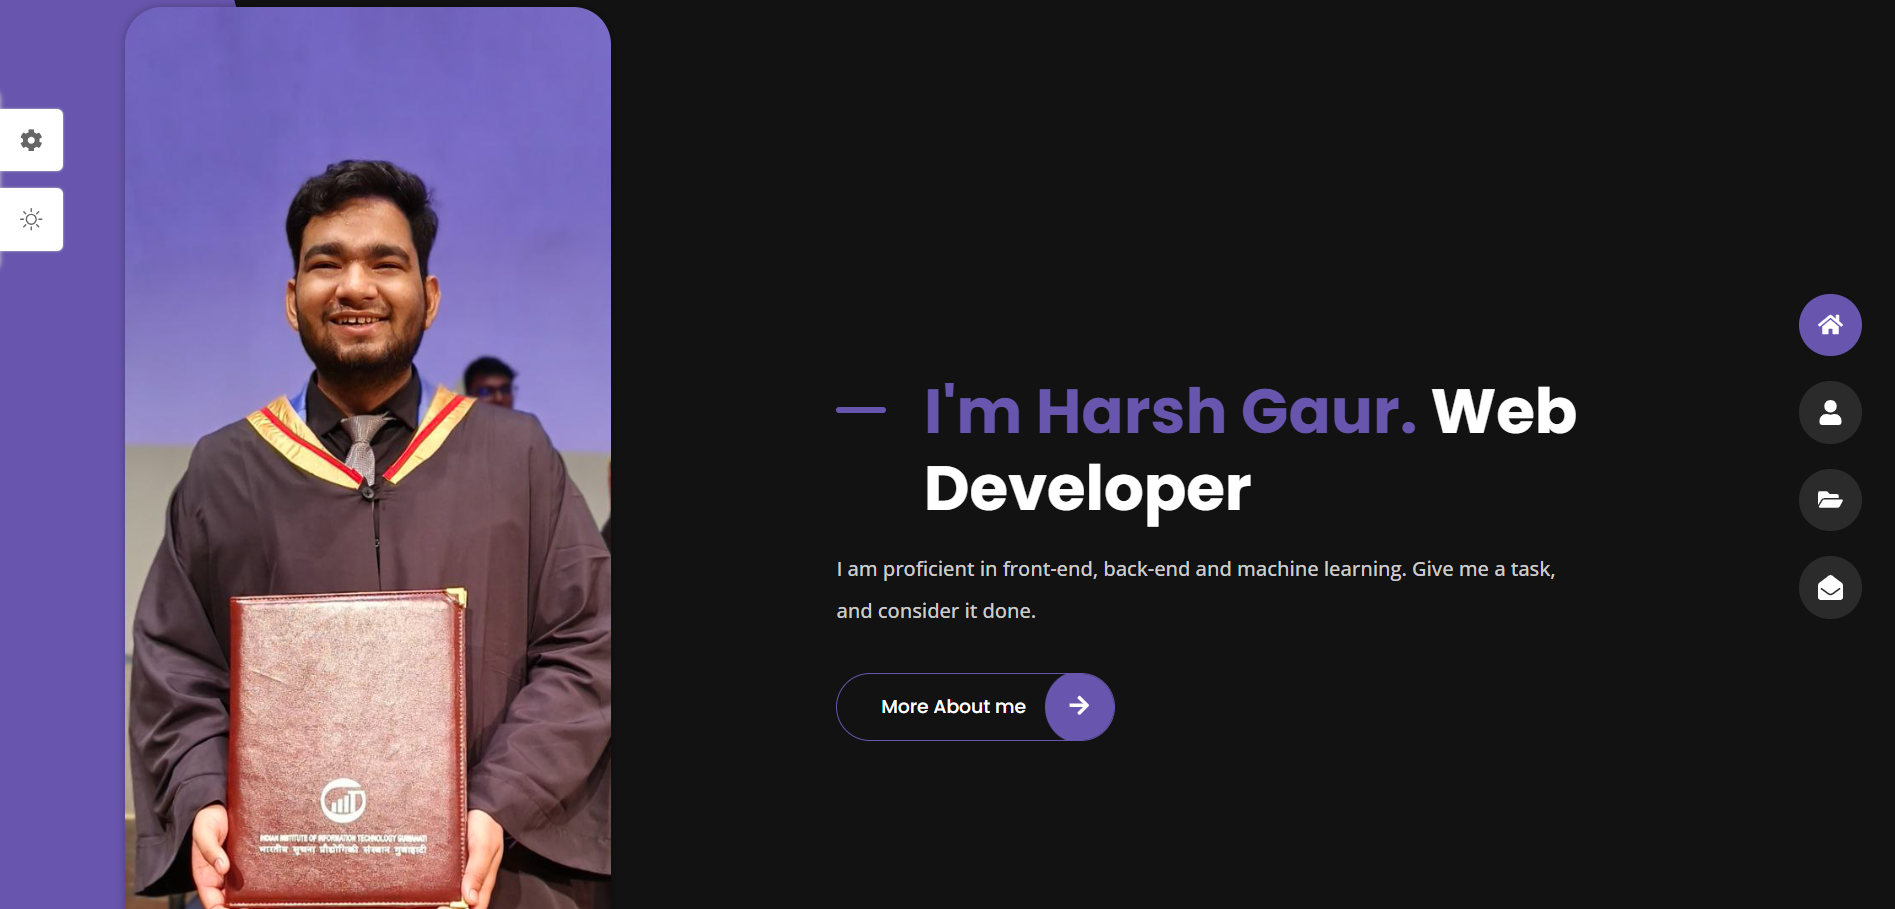 I'm Harsh Gaur. Web
Developer
I am proficient in front-end, back-end and machine learning. Give me a task,
and consider it done.
More About me
INDIAN INSTITUTE OF INFORMATION TECHNOLOGY GUWAHATI
भारतीय सूचना प्रौद्योगिकी संस्थान गुवाहाटी